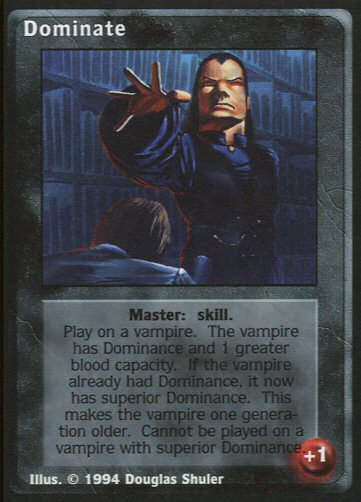 Dominate
Master: skill.
Play on a vampire. The vampire
has Dominance and 1 greater
blood capacity. If the vampire
already had Dominance, it now
has superior Dominance. This
makes the vampire one genera-
tion older. Cannot be played on a
vampire with superior Dominance.
+1
Illus. © 1994 Douglas Shuler